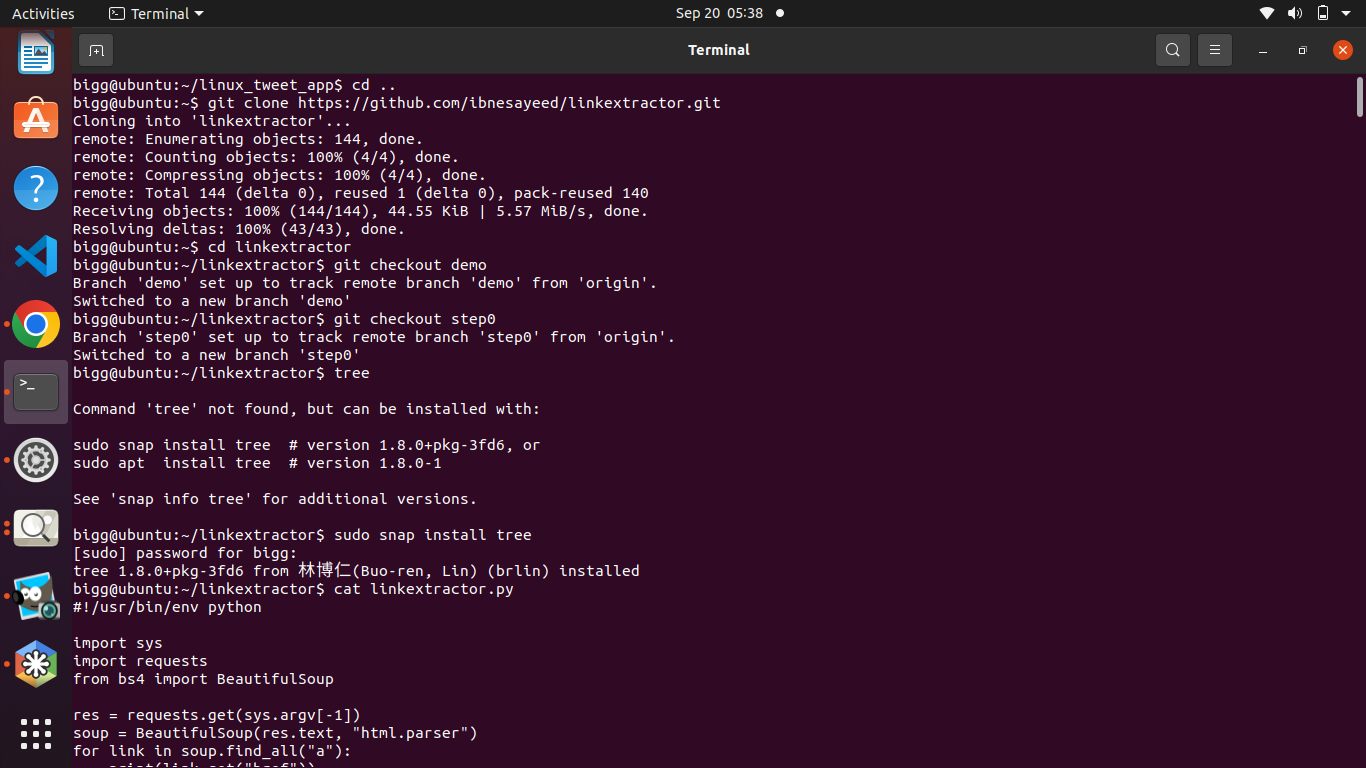 Activities
Terminal
Sep 20 05:38
Terminal
bigg@ubuntu:~/linux_tweet_app$ cd ..
bigg@ubuntu:~$ git clone https://github.com/ibnesayeed/linkextractor.git
Cloning into 'linkextractor'...
remote: Enumerating objects: 144, done.
remote: Counting objects: 100% (4/4), done.
remote: Compressing objects: 100% (4/4), done.
remote: Total 144 (delta 0), reused 1 (delta 0), pack-reused 140
Receiving objects: 100% (144/144), 44.55 KiB | 5.57 MiB/s, done.
Resolving deltas: 100% (43/43), done.
bigg@ubuntu:~$ cd linkextractor
bigg@ubuntu:~/linkextractor$ git checkout demo
Branch 'demo' set up to track remote branch 'demo' from 'origin'.
Switched to a new branch 'demo'
bigg@ubuntu:~/linkextractor$ git checkout step0
Branch 'step0' set up to track remote branch 'step0' from 'origin'.
Switched to a new branch 'step0'
bigg@ubuntu:~/linkextractor$ tree
Command 'tree' not found, but can be installed with:
sudo snap install tree  # version 1.8.0+pkg-3fd6, or
sudo apt  install tree  # version 1.8.0-1
See 'snap info tree' for additional versions.
bigg@ubuntu:~/linkextractor$ sudo snap install tree
[sudo] password for bigg:
tree 1.8.0+pkg-3fd6 from 林博仁(Buo-ren, Lin) (brlin) installed
bigg@ubuntu:~/linkextractor$ cat linkextractor.py
#!/usr/bin/env python
import sys
import requests
from bs4 import BeautifulSoup
res = requests.get(sys.argv[-1])
soup = BeautifulSoup(res.text, "html.parser")
for link in soup.find_all("a"):
    print(link.get("href"))